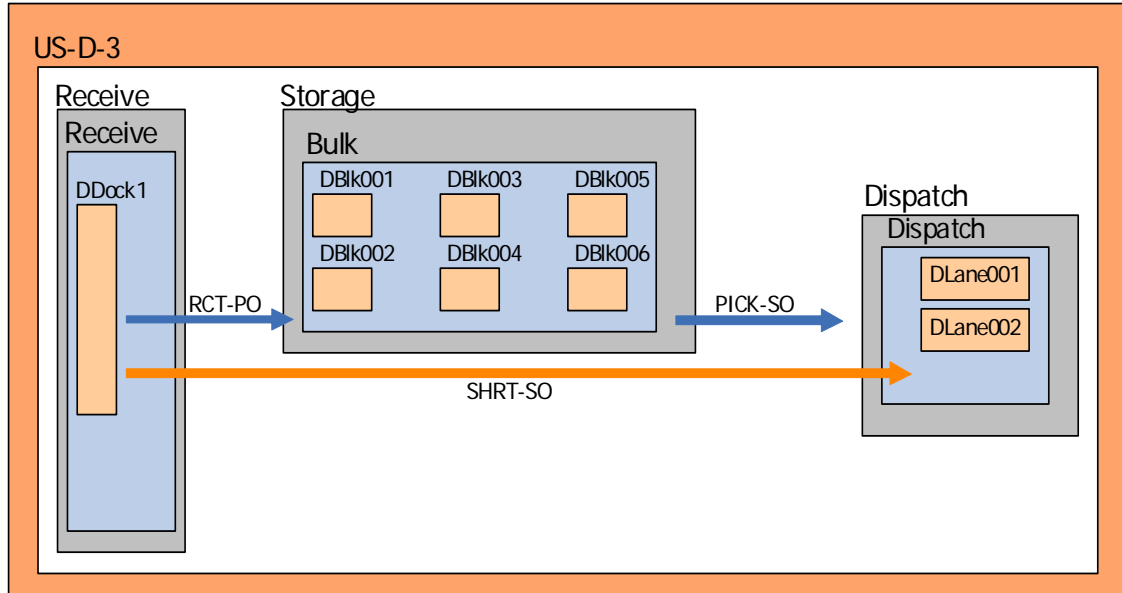 US-D-3
Receive
Receive
DDock1
Storage
Bulk
DBlk001
DBlk003
DBlk005
DBlk002
DBlk004
DBlk006
RCT-PO
PICK-SO
SHRT-SO
Dispatch
Dispatch
DLane001
DLane002